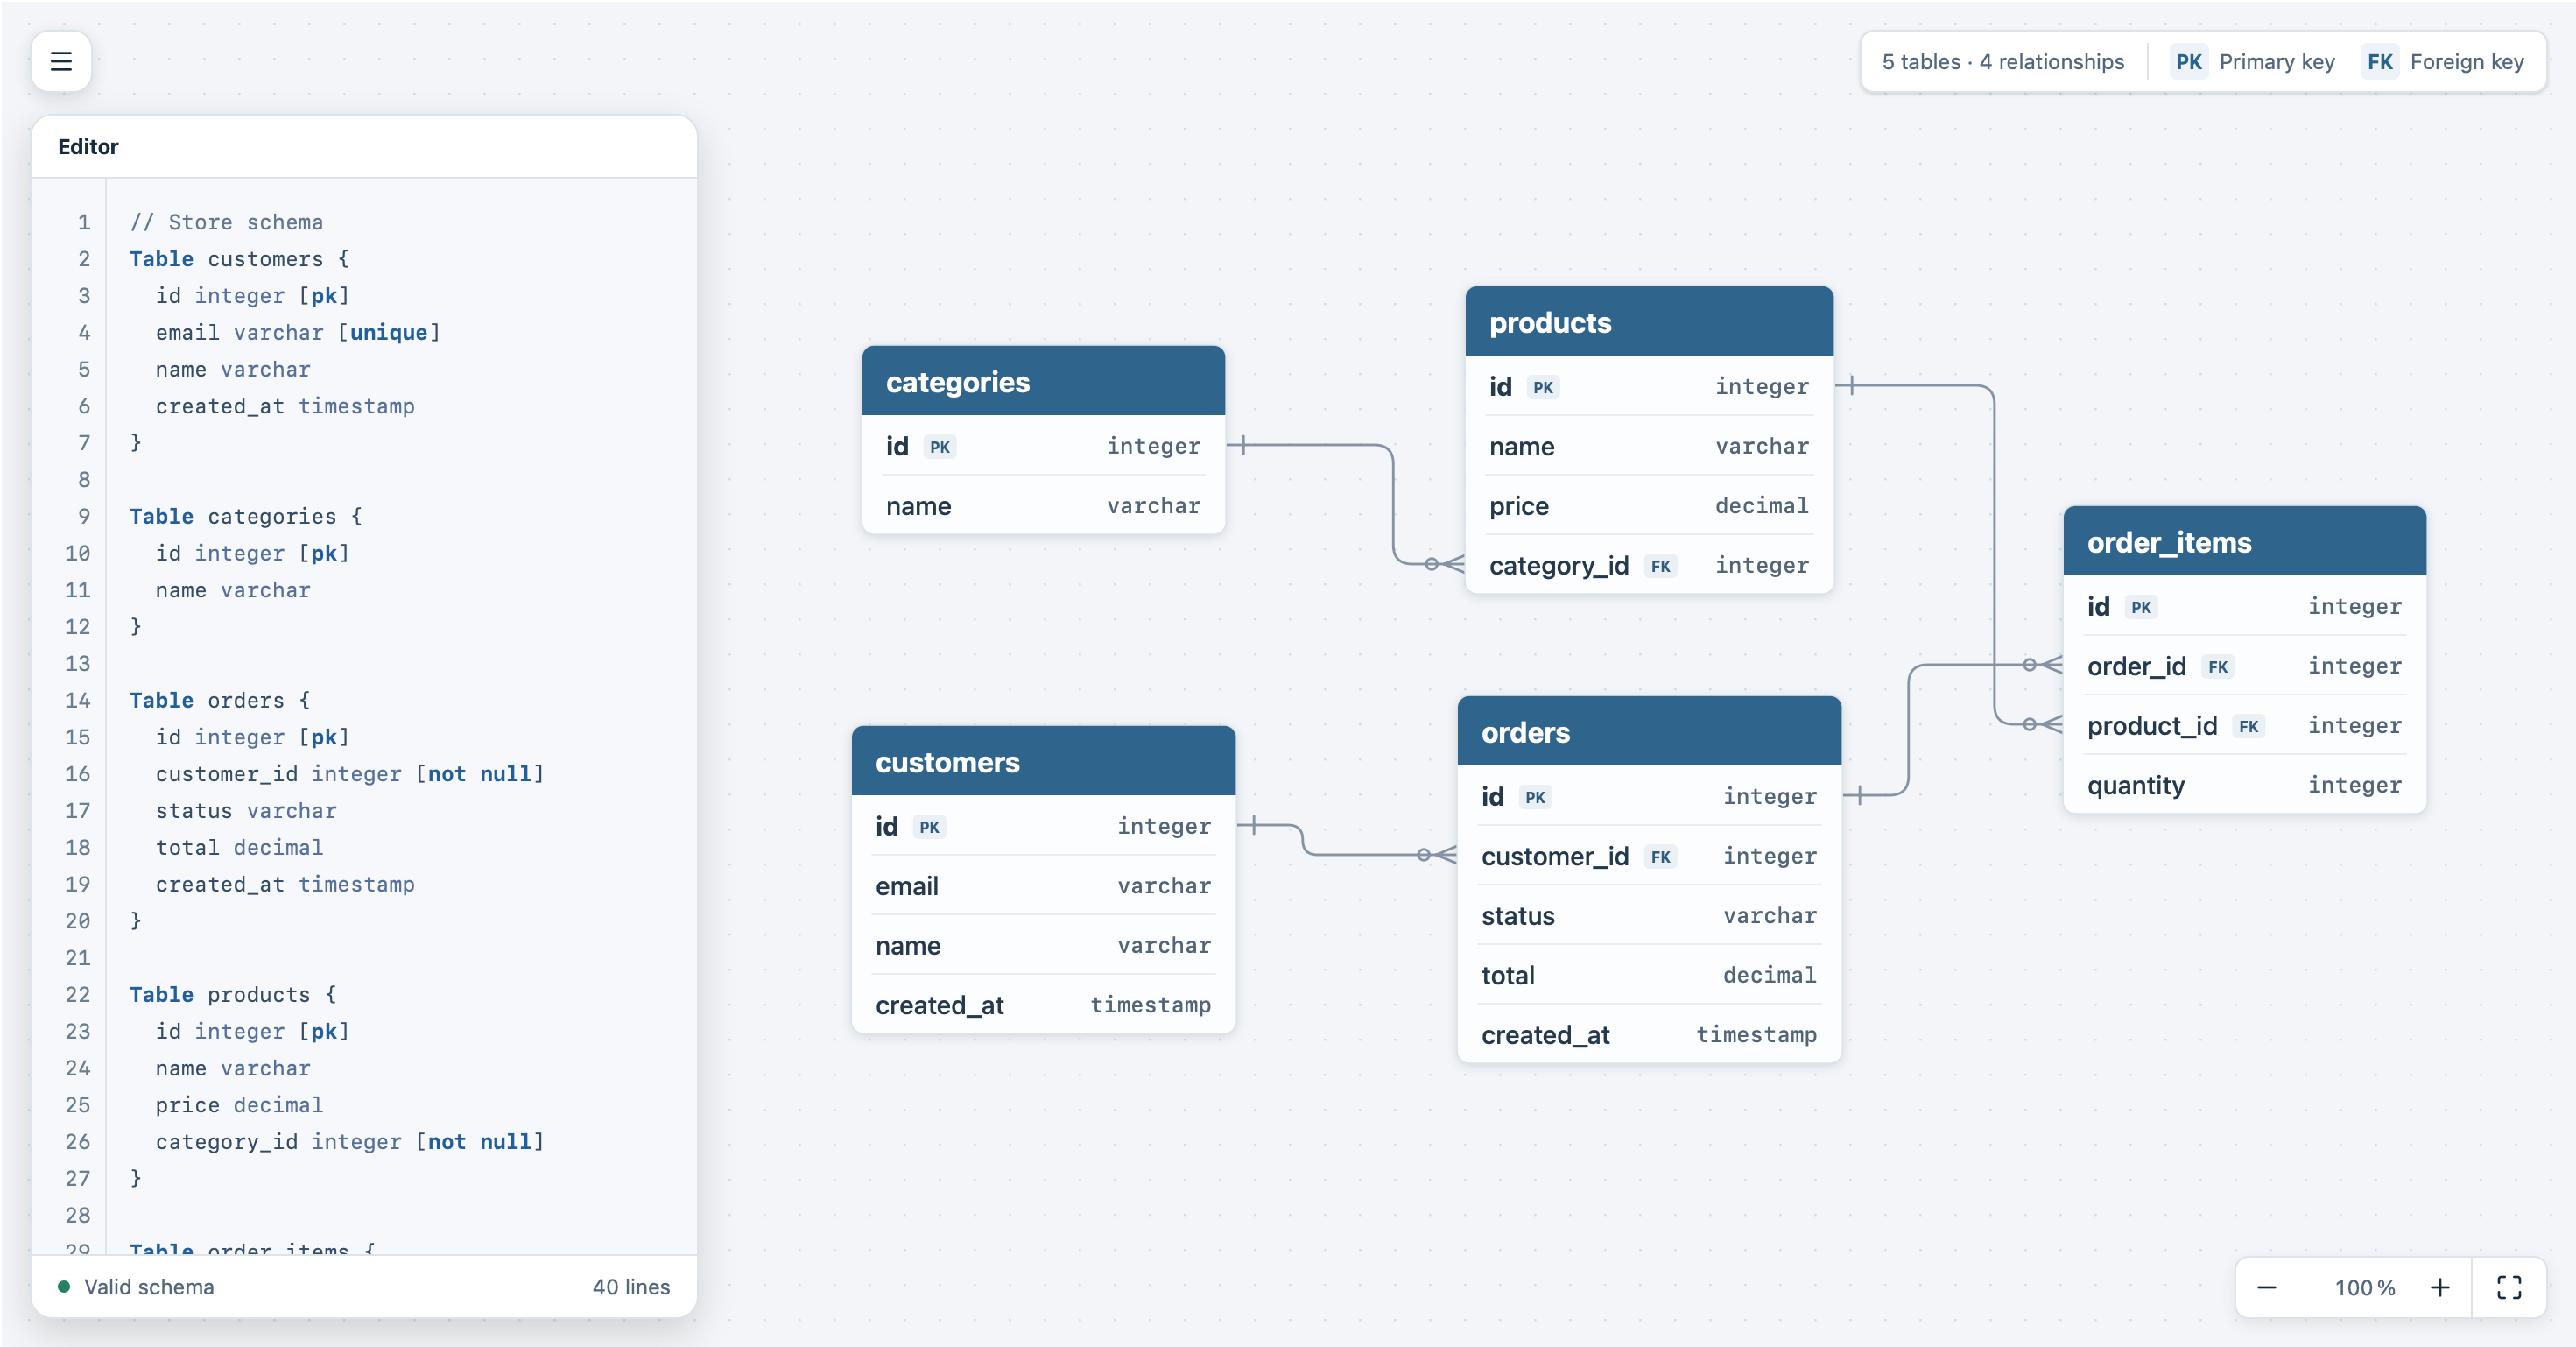 5 tables · 4 relationships PK Primary key FK Foreign key
Editor
1 // Store schema
2 Table customers {
3 id integer [pk]
4 email varchar [unique]
5 name varchar
6 created_at timestamp
7 }
8
9 Table categories {
10 id integer [pk]
11 name varchar
12 }
13
14 Table orders {
15 id integer [pk]
16 customer_id integer [not null]
17 status varchar
18 total decimal
19 created_at timestamp
20 }
21
22 Table products {
23 id integer [pk]
24 name varchar
25 price decimal
26 category_id integer [not null]
27 }
28
29 Table order_items {
Valid schema 40 lines
categories
id PK integer
name varchar
products
id PK integer
name varchar
price decimal
category_id FK integer
customers
id PK integer
email varchar
name varchar
created_at timestamp
orders
id PK integer
customer_id FK integer
status varchar
total decimal
created_at timestamp
order_items
id PK integer
order_id FK integer
product_id FK integer
quantity integer
100 %